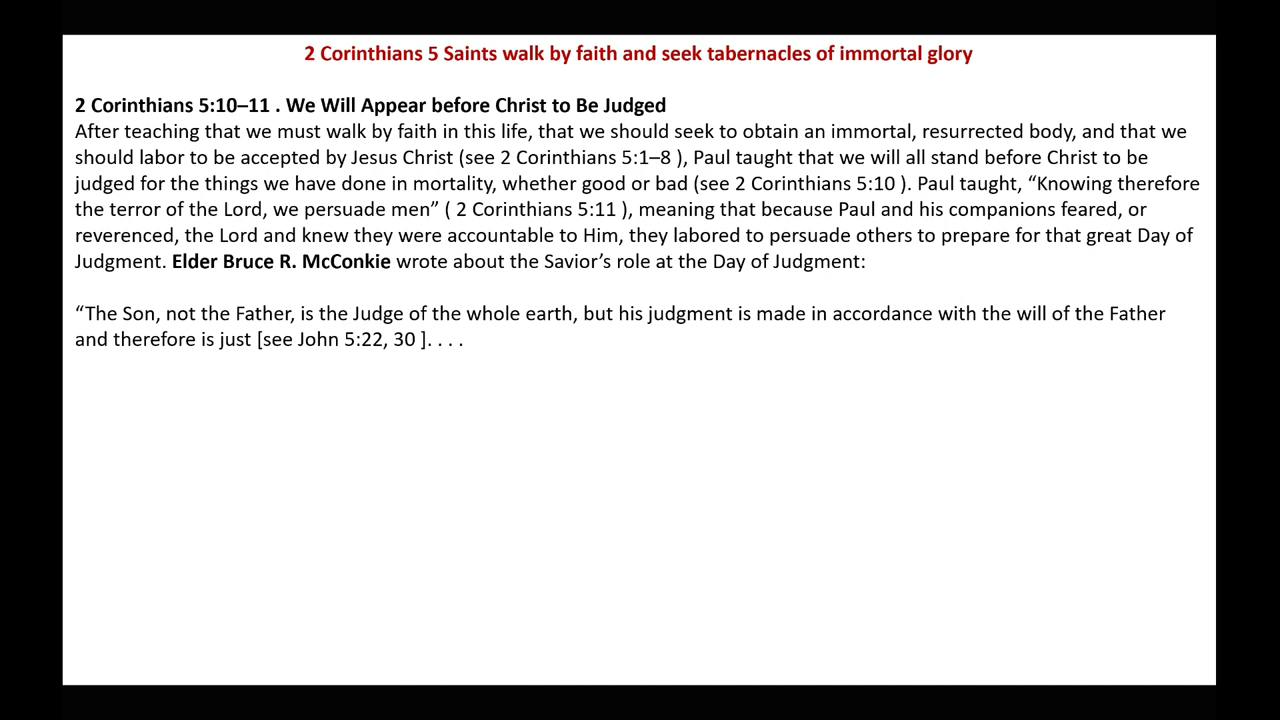 2 Corinthians 5 Saints walk by faith and seek tabernacles of immortal glory
2 Corinthians 5:10–11 . We Will Appear before Christ to Be Judged
After teaching that we must walk by faith in this life, that we should seek to obtain an immortal, resurrected body, and that we
should labor to be accepted by Jesus Christ (see 2 Corinthians 5:1–8 ), Paul taught that we will all stand before Christ to be
judged for the things we have done in mortality, whether good or bad (see 2 Corinthians 5:10 ). Paul taught, “Knowing therefore
the terror of the Lord, we persuade men” ( 2 Corinthians 5:11 ), meaning that because Paul and his companions feared, or
reverenced, the Lord and knew they were accountable to Him, they labored to persuade others to prepare for that great Day of
Judgment. Elder Bruce R. McConkie wrote about the Savior’s role at the Day of Judgment:
“The Son, not the Father, is the Judge of the whole earth, but his judgment is made in accordance with the will of the Father
and therefore is just [see John 5:22, 30 ]. . . .